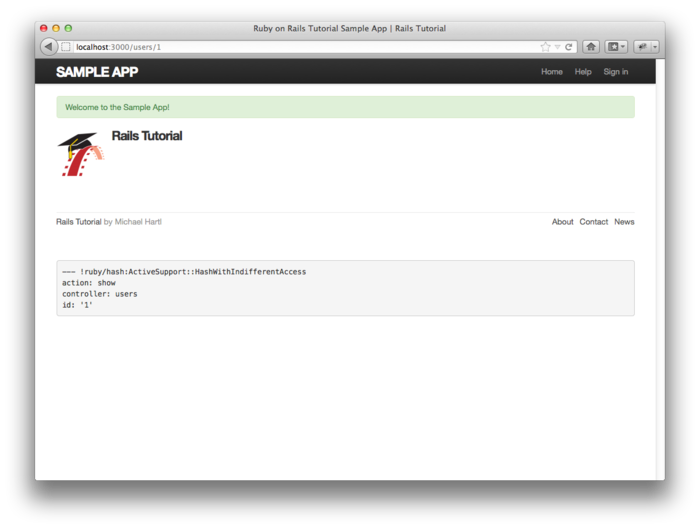 Ruby on Rails Tutorial Sample App | Rails Tutorial
localhost:3000/users/1
SAMPLE APP Home Help Sign in
Welcome to the Sample App!
Rails Tutorial
Rails Tutorial by Michael Hartl About Contact News
--- !ruby/hash:ActiveSupport::HashWithIndifferentAccess
action: show
controller: users
id: '1'